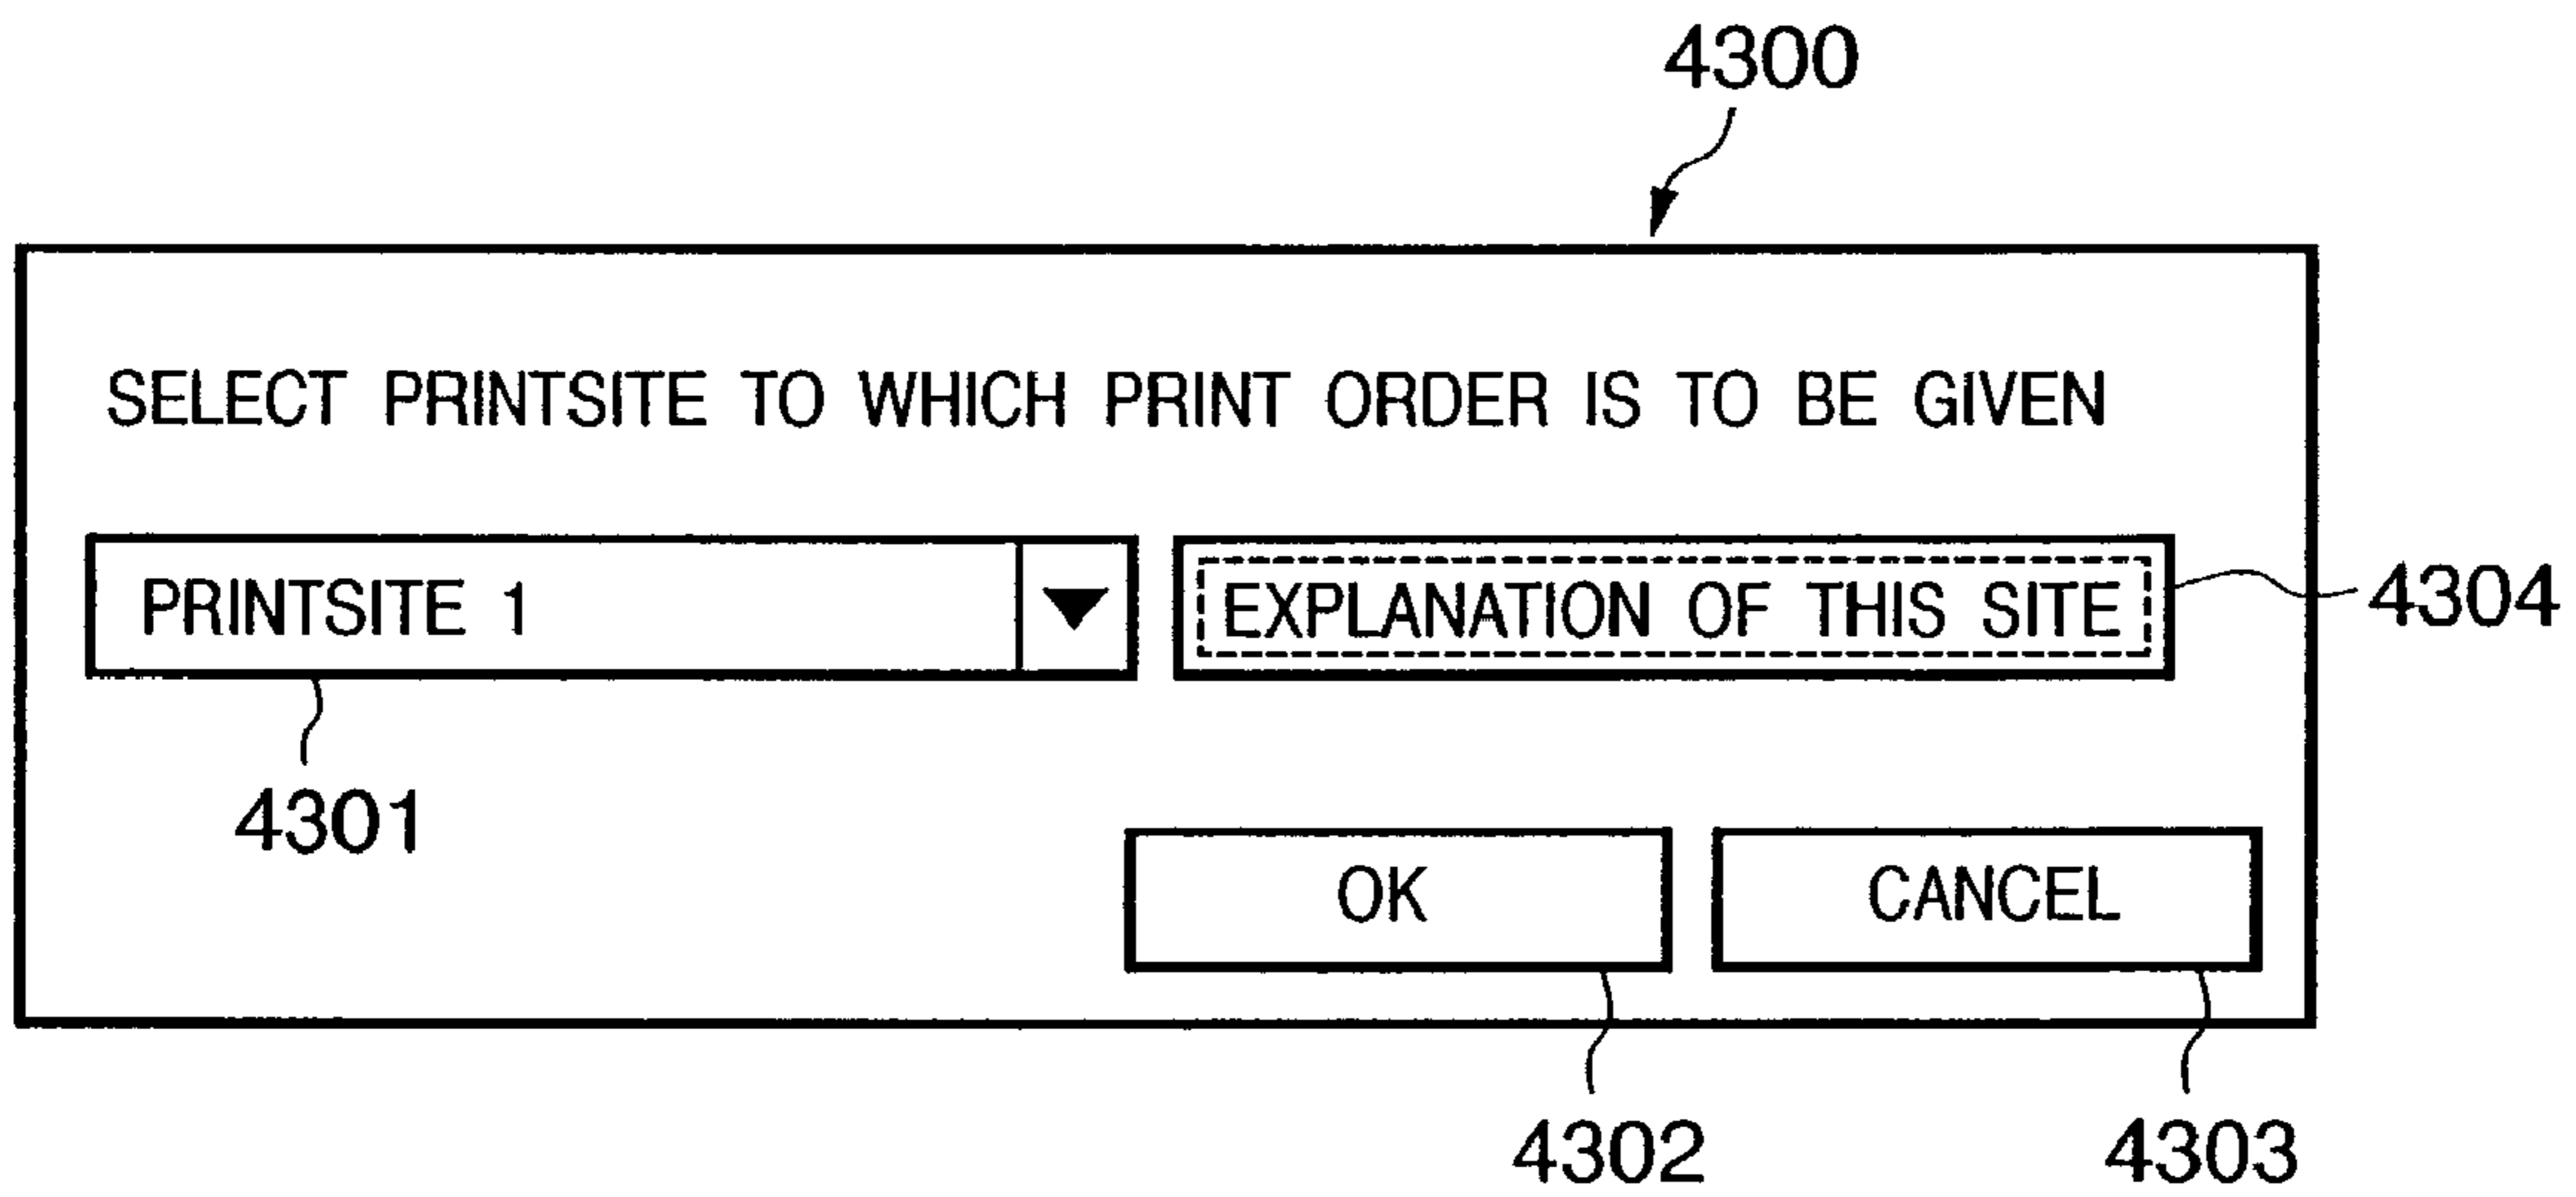 4300
SELECT PRINTSITE TO WHICH PRINT ORDER IS TO BE GIVEN
PRINTSITE 1
EXPLANATION OF THIS SITE
4304
4301
OK
CANCEL
4302
4303